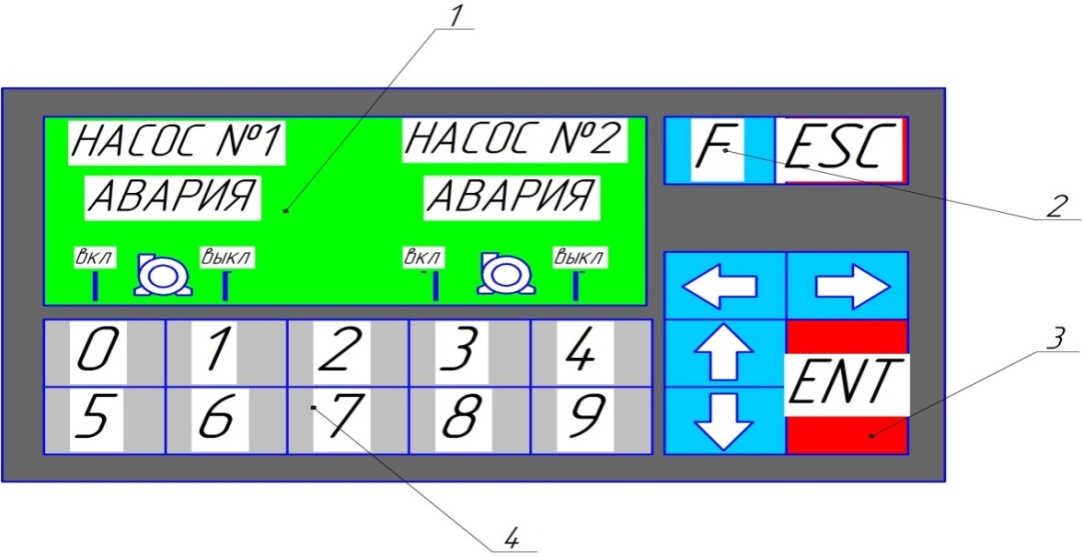 1
НАСОС №1 НАСОС №2
F ESC
АВАРИЯ АВАРИЯ
2
вкл выкл вкл выкл
0 1 2 3 4
3
ENT
5 6 7 8 9
4